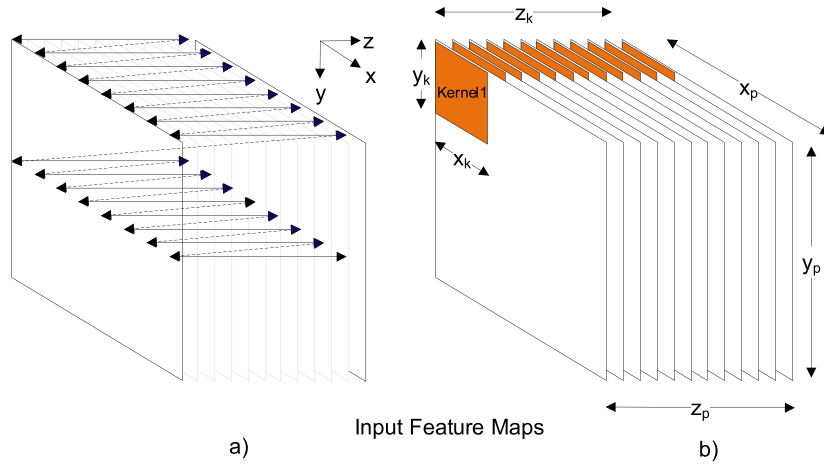 z
x
y
a)
z_k
y_k
Kernel1
x_k
x_p
y_p
z_p
b)
Input Feature Maps